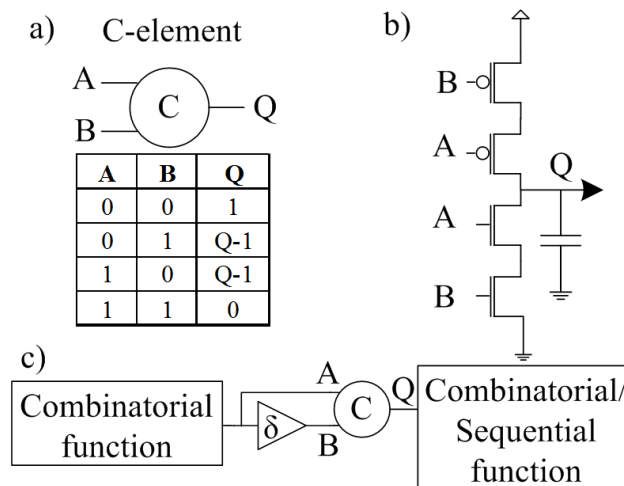 a) C-element
A
B
C
Q
A B Q
0 0 1
0 1 Q-1
1 0 Q-1
1 1 0
b)
B
A
Q
A
B
c)
Combinatorial
function
δ
A
B
C
Q
Combinatorial/
Sequential
function